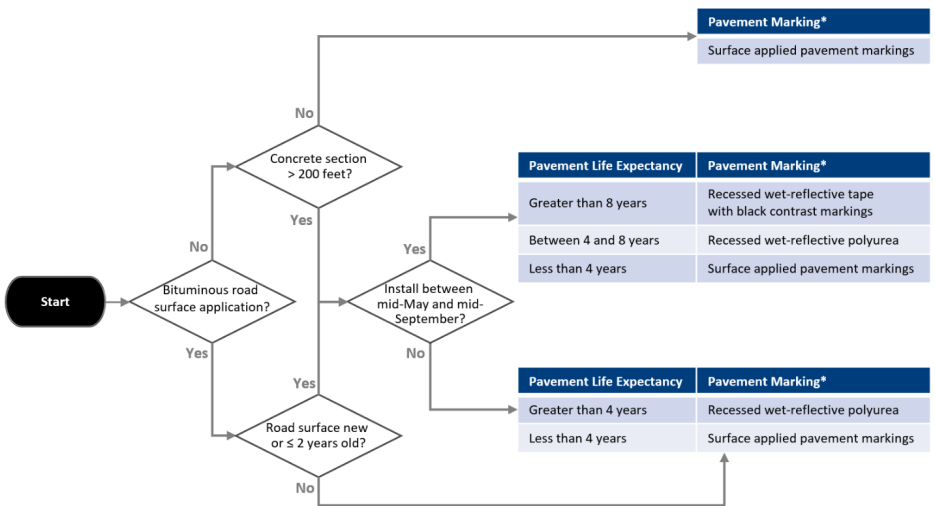 Pavement Marking*
Surface applied pavement markings
No
Concrete section
> 200 feet?
Yes
Pavement Life Expectancy Pavement Marking*
Greater than 8 years Recessed wet-reflective tape
with black contrast markings
Between 4 and 8 years Recessed wet-reflective polyurea
Less than 4 years Surface applied pavement markings
No
Yes
Start
Bituminous road
surface application?
Install between
mid-May and mid-
September?
Yes
No
Pavement Life Expectancy Pavement Marking*
Greater than 4 years Recessed wet-reflective polyurea
Less than 4 years Surface applied pavement markings
Yes
Road surface new
or ≤ 2 years old?
No